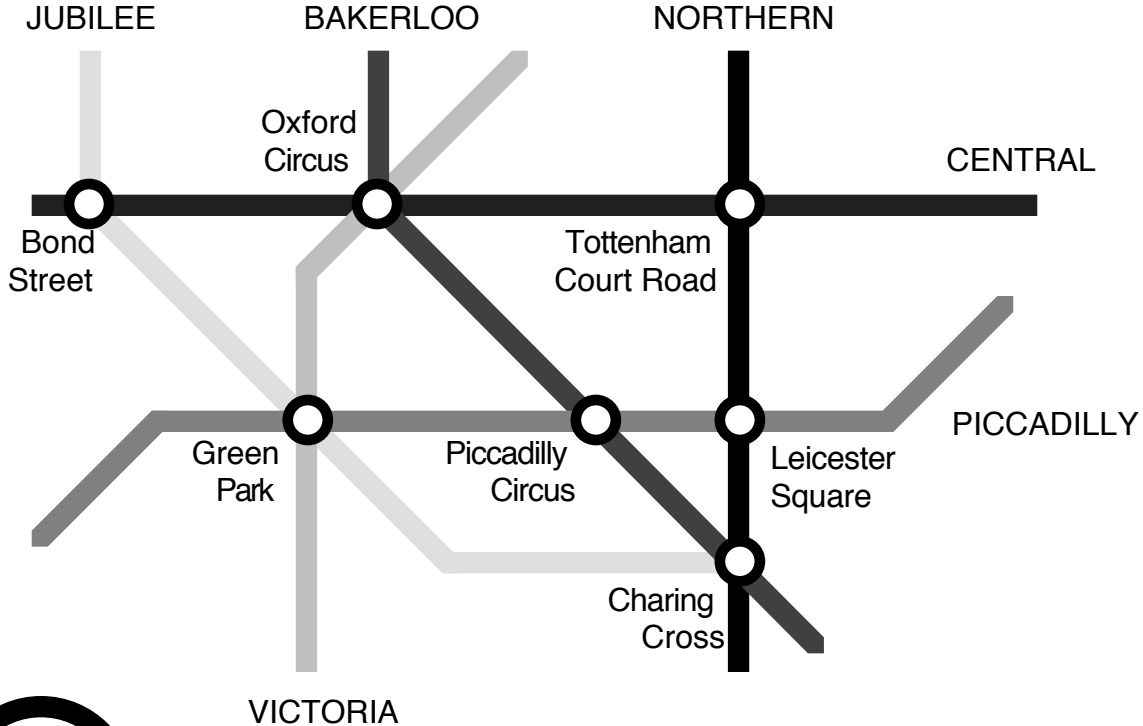 JUBILEE
BAKERLOO
NORTHERN
Oxford
Circus
CENTRAL
Bond
Street
Tottenham
Court Road
PICCADILLY
Green
Park
Piccadilly
Circus
Leicester
Square
Charing
Cross
VICTORIA